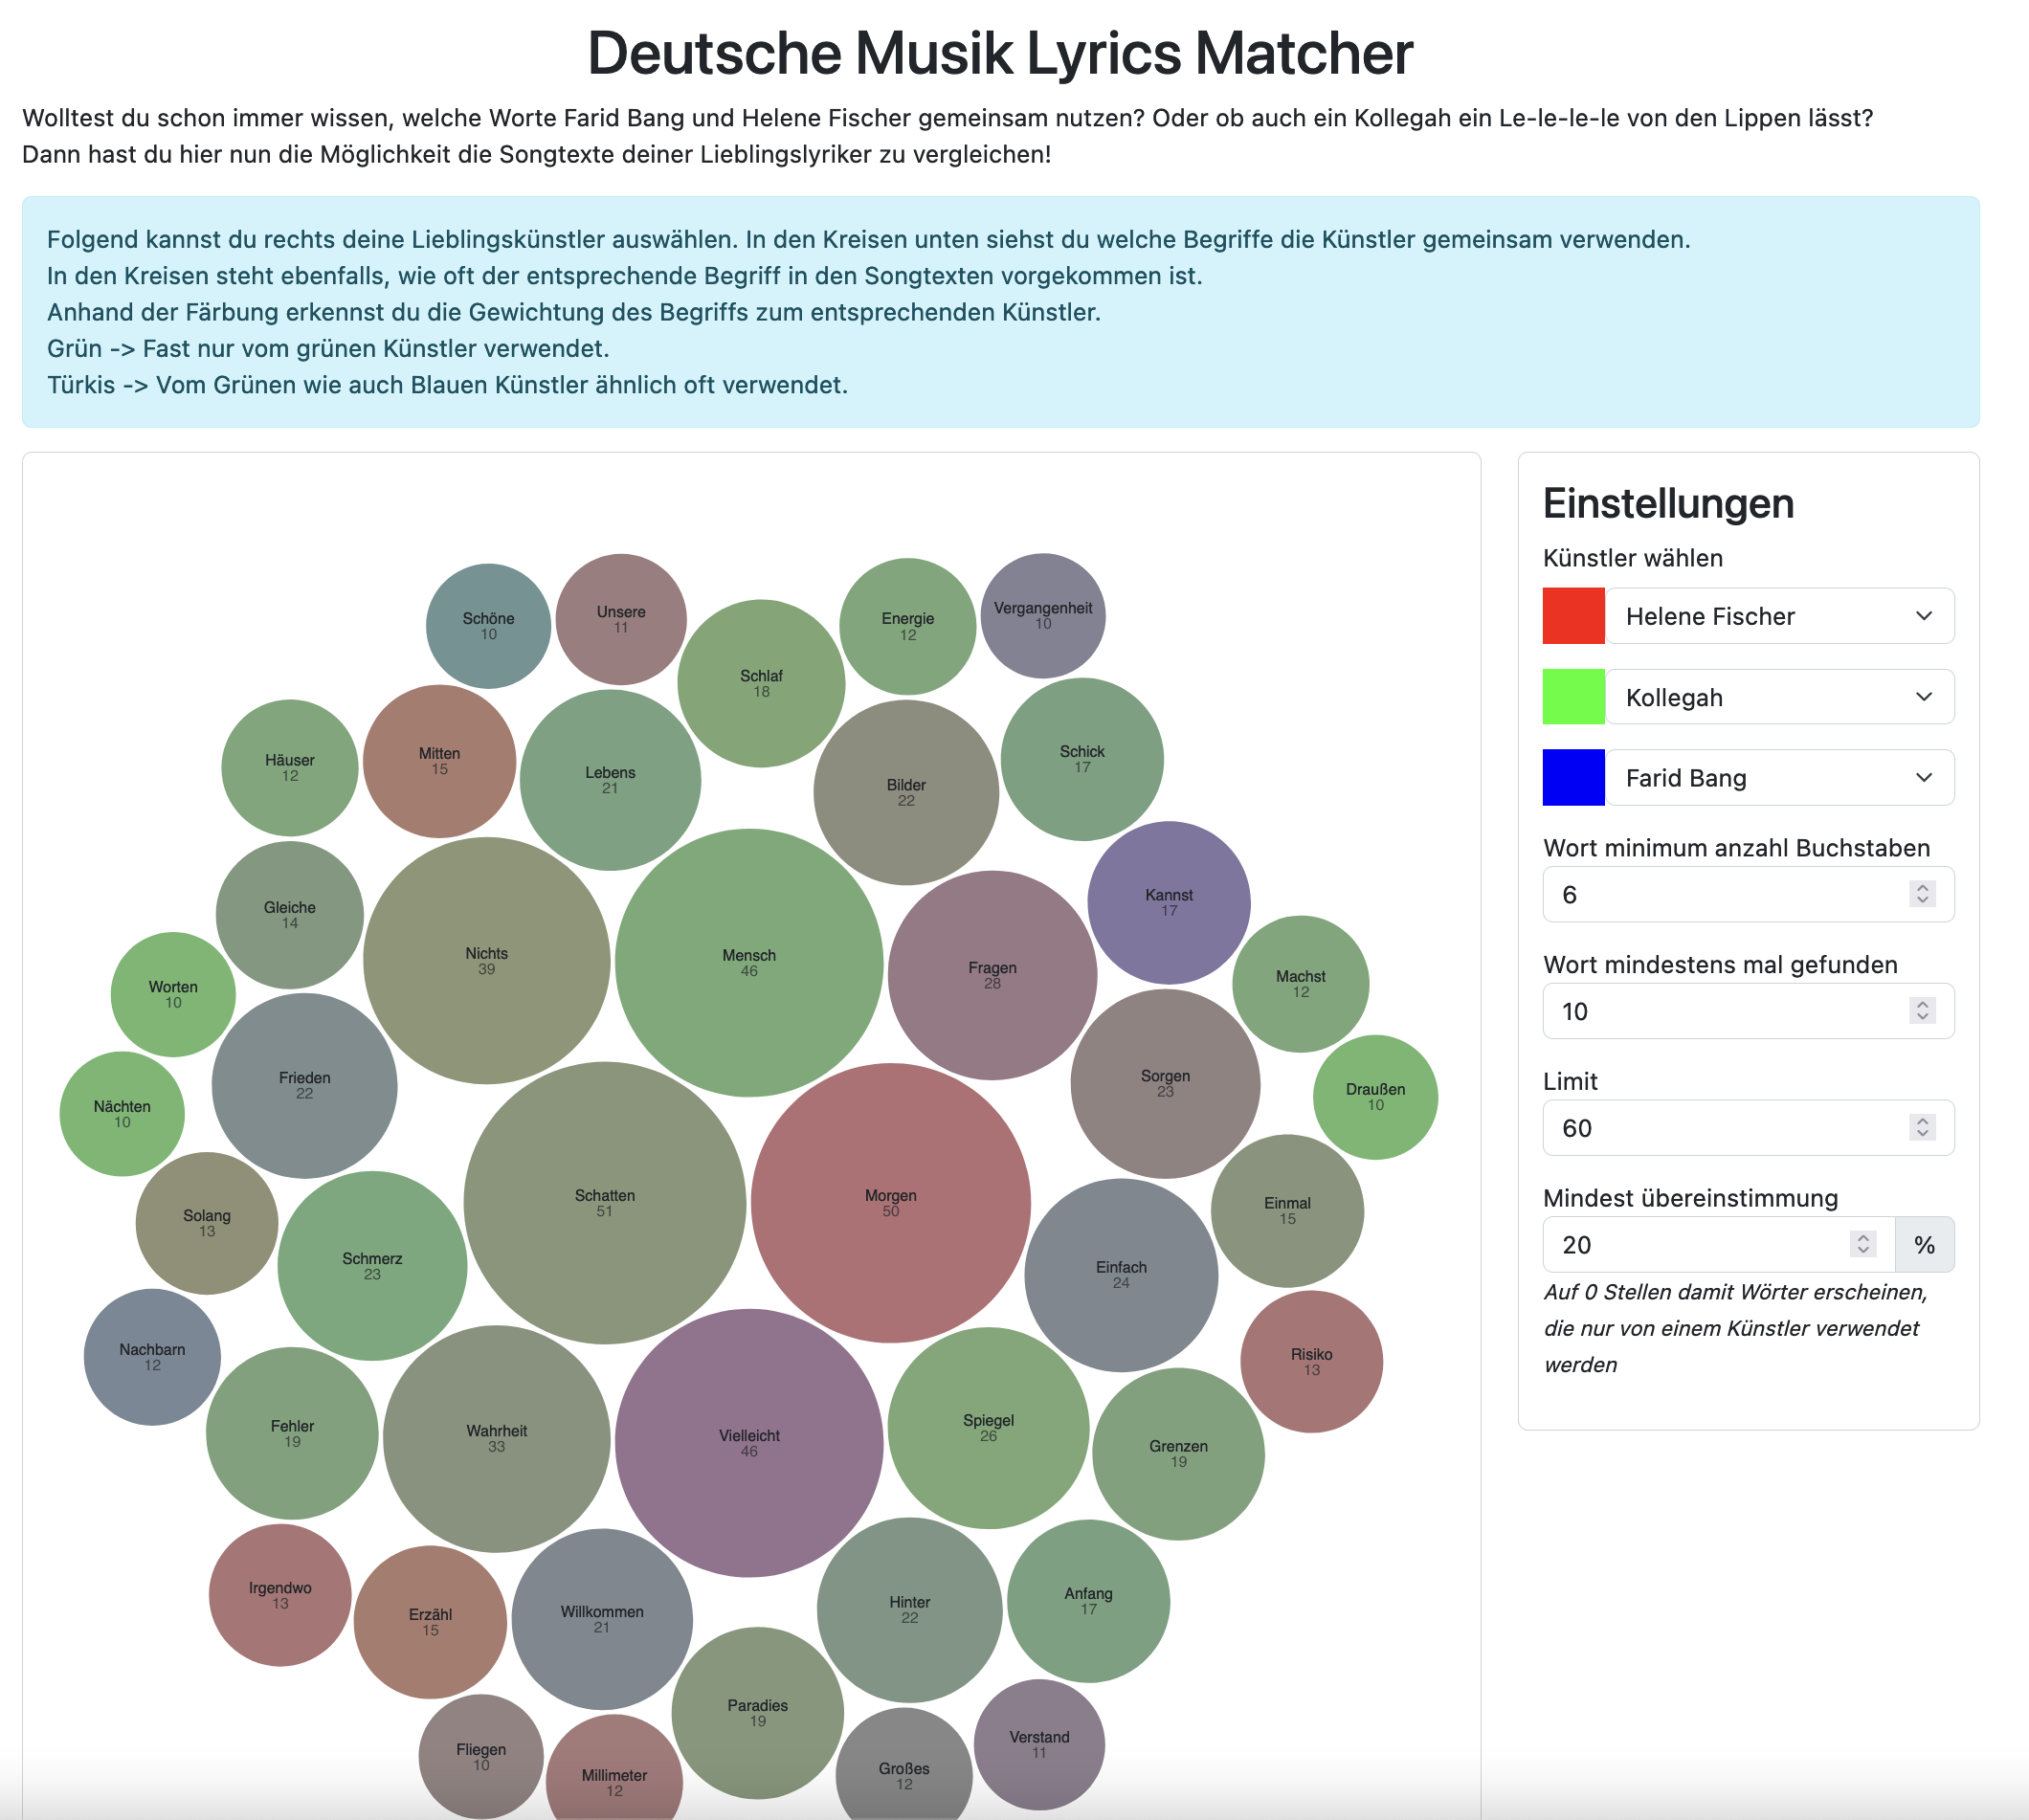 Deutsche Musik Lyrics Matcher
Wolltest du schon immer wissen, welche Worte Farid Bang und Helene Fischer gemeinsam nutzen? Oder ob auch ein Kollegah ein Le-le-le-le von den Lippen lässt?
Dann hast du hier nun die Möglichkeit die Songtexte deiner Lieblingslyriker zu vergleichen!
Folgend kannst du rechts deine Lieblingskünstler auswählen. In den Kreisen unten siehst du welche Begriffe die Künstler gemeinsam verwenden.
In den Kreisen steht ebenfalls, wie oft der entsprechende Begriff in den Songtexten vorgekommen ist.
Anhand der Färbung erkennst du die Gewichtung des Begriffs zum entsprechenden Künstler.
Grün -> Fast nur vom grünen Künstler verwendet.
Türkis -> Vom Grünen wie auch Blauen Künstler ähnlich oft verwendet.
Schöne
10
Unsere
11
Schlaf
18
Energie
12
Vergangenheit
10
Häuser
12
Mitten
15
Lebens
21
Bilder
22
Schick
17
Gleiche
14
Nichts
39
Mensch
46
Fragen
28
Kannst
17
Machst
12
Worten
10
Nächten
10
Frieden
22
Sorgen
23
Draußen
10
Solang
13
Schmerz
23
Schatten
51
Morgen
50
Einfach
24
Einmal
15
Nachbarn
12
Fehler
19
Wahrheit
33
Vielleicht
46
Spiegel
26
Grenzen
19
Risiko
13
Irgendwo
13
Erzähl
15
Willkommen
21
Hinter
22
Anfang
17
Paradies
19
Fliegen
10
Millimeter
12
Großes
12
Verstand
11
Einstellungen
Künstler wählen
Helene Fischer
Kollegah
Farid Bang
Wort minimum anzahl Buchstaben
6
Wort mindestens mal gefunden
10
Limit
60
Mindest übereinstimmung
20 %
Auf 0 Stellen damit Wörter erscheinen,
die nur von einem Künstler verwendet
werden